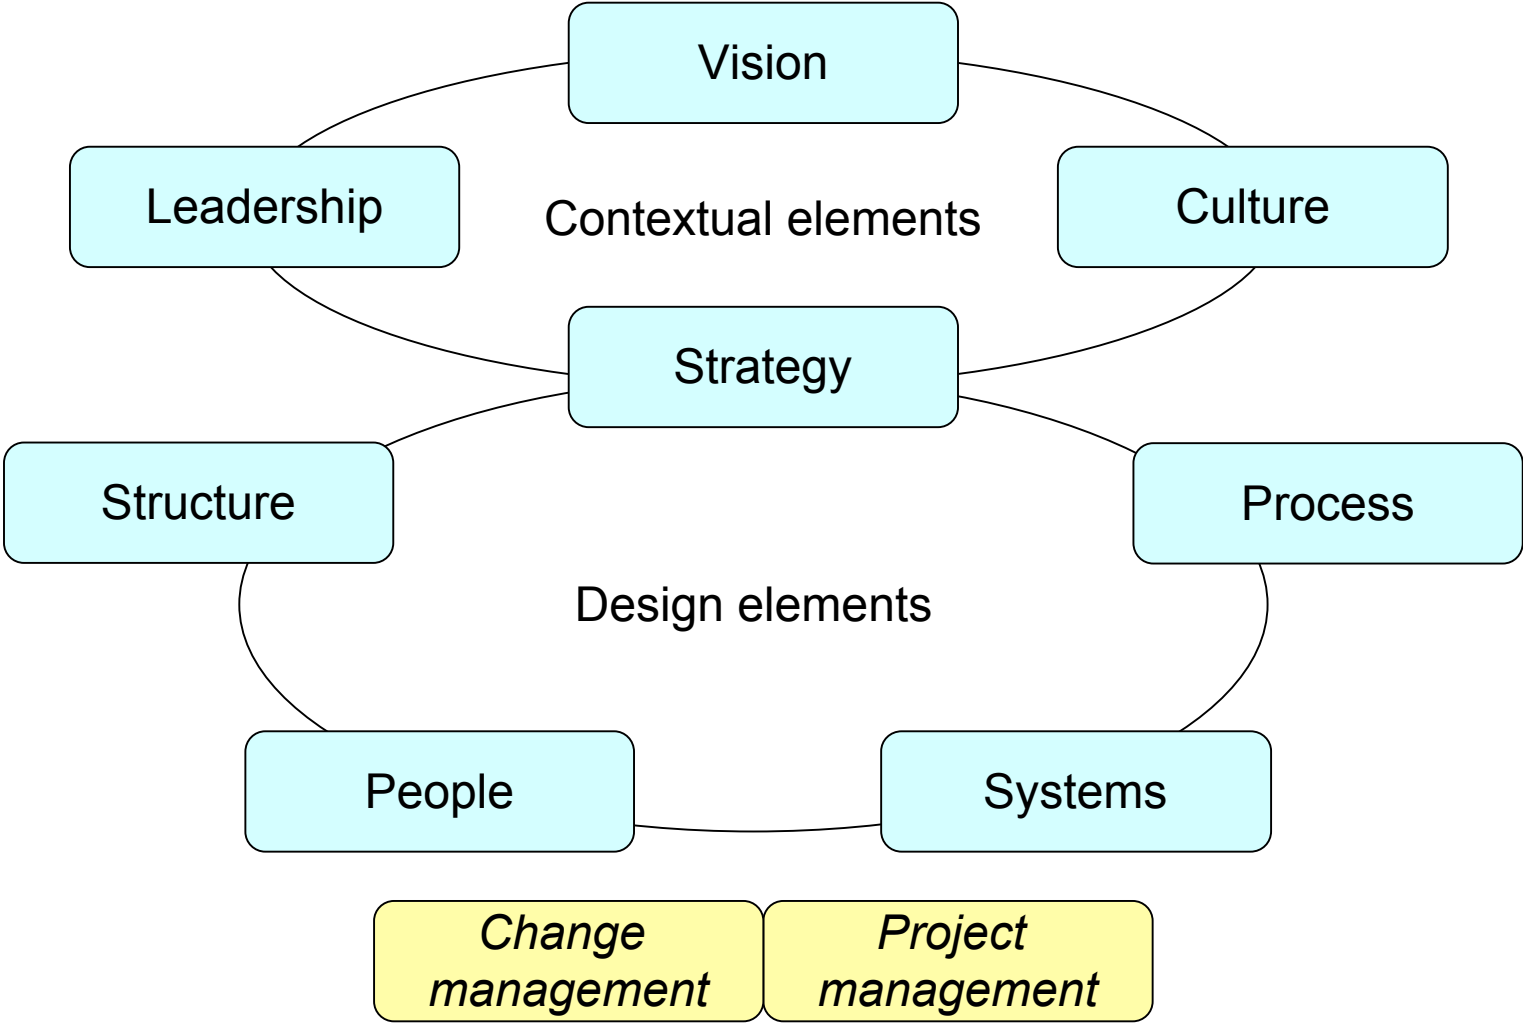 Vision
Leadership
Culture
Contextual elements
Strategy
Structure
Process
Design elements
People
Systems
Change
management
Project
management